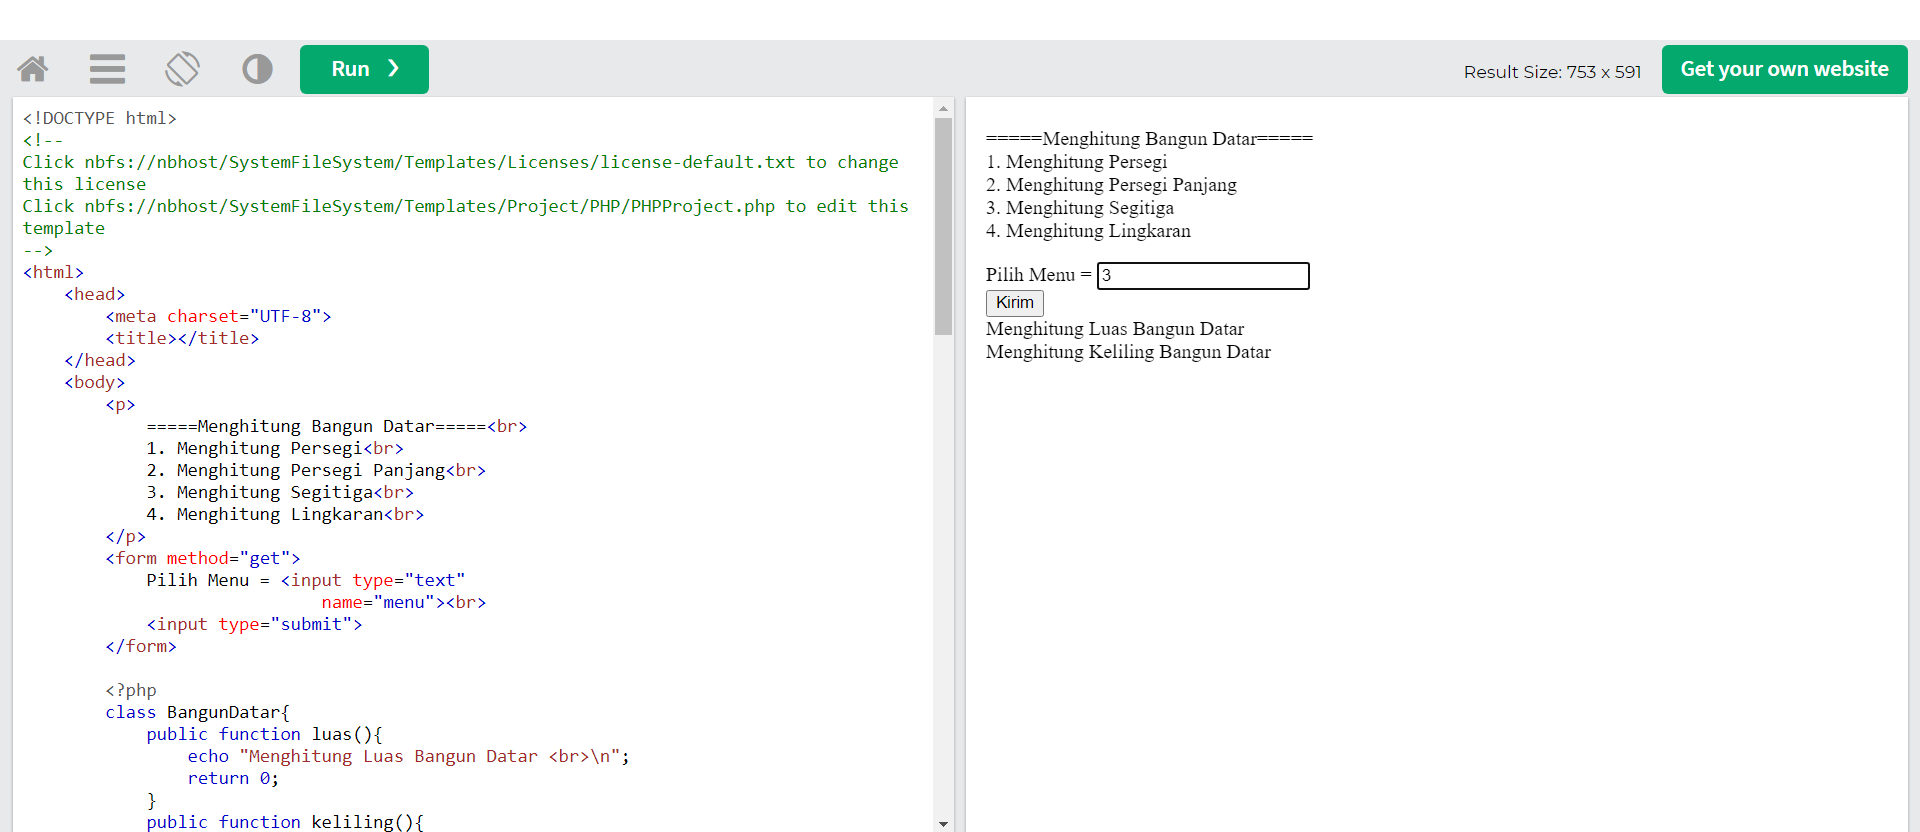 Run ❯
Result Size: 753 x 591
Get your own website
<!DOCTYPE html>
<!--
Click nbfs://nbhost/SystemFileSystem/Templates/Licenses/license-default.txt to change
this license
Click nbfs://nbhost/SystemFileSystem/Templates/Project/PHP/PHPProject.php to edit this
template
-->
<html>
    <head>
        <meta charset="UTF-8">
        <title></title>
    </head>
    <body>
        <p>
            =====Menghitung Bangun Datar=====<br>
            1. Menghitung Persegi<br>
            2. Menghitung Persegi Panjang<br>
            3. Menghitung Segitiga<br>
            4. Menghitung Lingkaran<br>
        </p>
        <form method="get">
            Pilih Menu = <input type="text"
                             name="menu"><br>
            <input type="submit">
        </form>
        <?php
        class BangunDatar{
            public function luas(){
                echo "Menghitung Luas Bangun Datar <br>\n";
                return 0;
            }
            public function keliling(){
=====Menghitung Bangun Datar=====
1. Menghitung Persegi
2. Menghitung Persegi Panjang
3. Menghitung Segitiga
4. Menghitung Lingkaran
Pilih Menu = 3
Kirim
Menghitung Luas Bangun Datar
Menghitung Keliling Bangun Datar